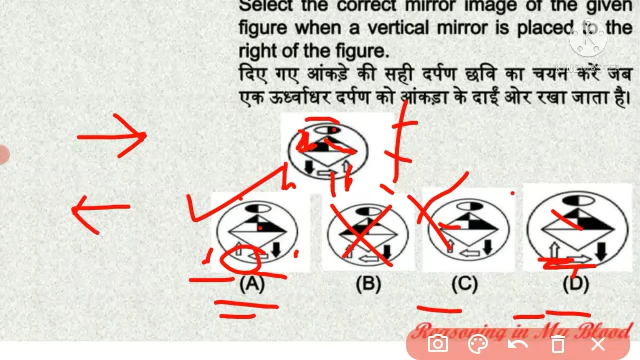 Select the correct mirror image of the given
figure when a vertical mirror is placed to the
right of the figure.
दिए गए आंकड़े की सही दर्पण छवि का चयन करें जब
एक ऊर्ध्वाधर दर्पण को आंकड़ा के दाईं ओर रखा जाता है।
(A) (B) (C) (D)
Reasoning in My Blood